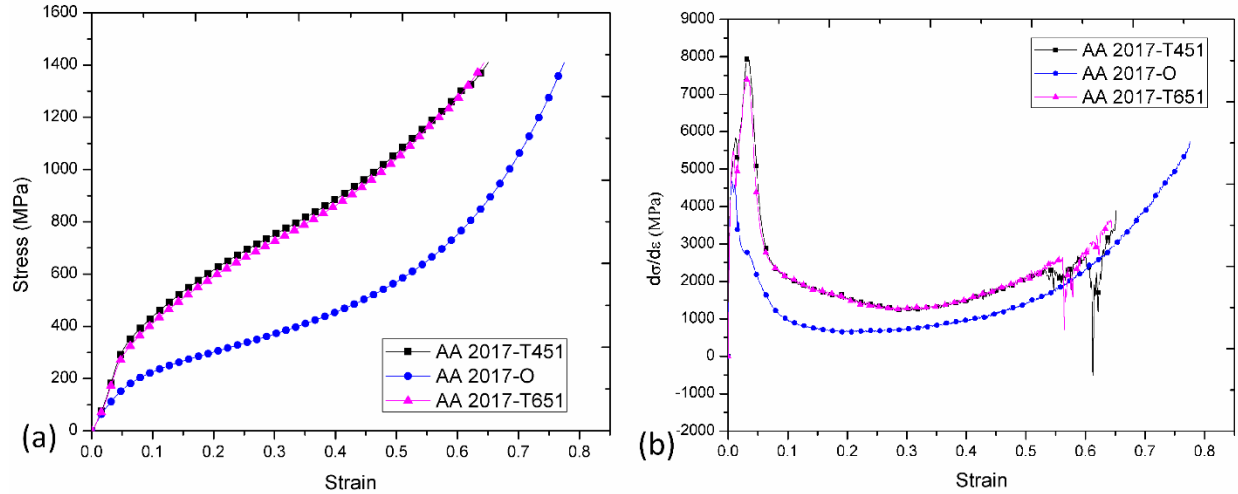 1600
1400
1200
1000
800
600
400
200
0
Stress (MPa)
AA 2017-T451
AA 2017-O
AA 2017-T651
(a)
0.0 0.1 0.2 0.3 0.4 0.5 0.6 0.7 0.8
Strain
9000
8000
7000
6000
5000
4000
3000
2000
1000
0
-1000
-2000
dσ/dε (MPa)
AA 2017-T451
AA 2017-O
AA 2017-T651
(b)
0.0 0.1 0.2 0.3 0.4 0.5 0.6 0.7 0.8
Strain